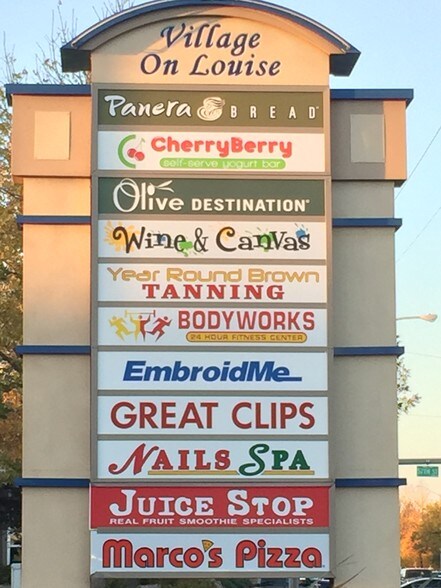 Village
On Louise
Panera BREAD
CherryBerry
self-serve yogurt bar
Olive DESTINATION
Wine & Canvas
Year Round Brown
TANNING
BODYWORKS
24 HOUR FITNESS CENTER
EmbroidMe
GREAT CLIPS
NAILS SPA
JUICE STOP
REAL FRUIT SMOOTHIE SPECIALISTS
Marco's Pizza